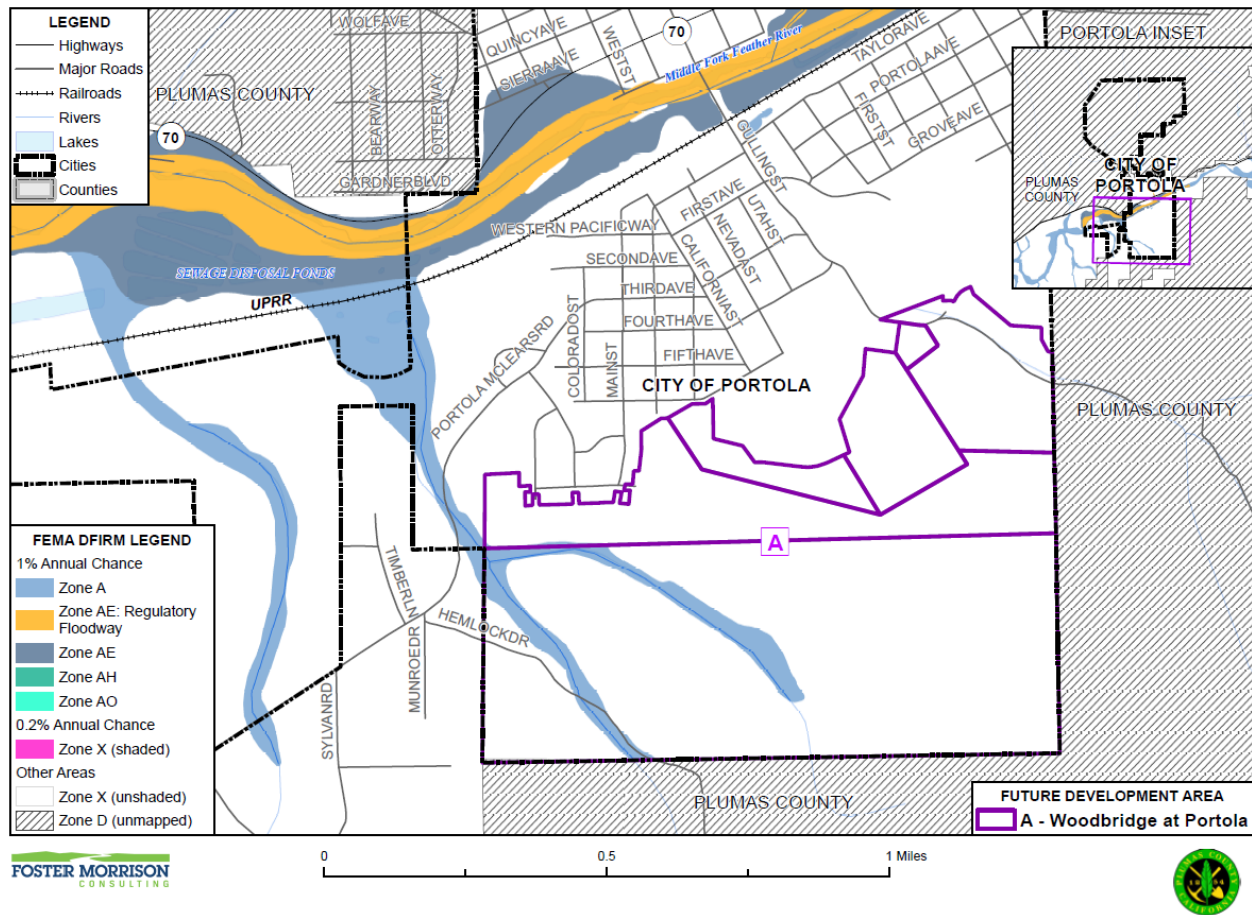 LEGEND
Highways
Major Roads
Railroads
Rivers
Lakes
Cities
Counties
WOLFAVE
QUINCYAVE
SIERRAAVE
WESTST
70
Middle Fork Feather River
TAYLORAVE
PORTOLAAVE
FIRSTST
GROVEAVE
PORTOLA INSET
PLUMAS
COUNTY
CITY OF
PORTOLA
PLUMAS COUNTY
70
BEARWAY
OTTERWAY
GARDNERBLVD
GULLINGST
WESTERN PACIFICWAY
FIRSTAVE
UTAHST
NEVADAST
CALIFORNIAST
SECONDAVE
THIRDAVE
FOURTHAVE
FIFTHAVE
COLORADOST
MAINST
SEWAGE DISPOSAL PONDS
UPRR
PORTOLA MCLEARSRD
CITY OF PORTOLA
PLUMAS COUNTY
A
TIMBERLN
HEMLOCKDR
MUNROEDR
SYLVANRD
PLUMAS COUNTY
FEMA DFIRM LEGEND
1% Annual Chance
Zone A
Zone AE: Regulatory
Floodway
Zone AE
Zone AH
Zone AO
0.2% Annual Chance
Zone X (shaded)
Other Areas
Zone X (unshaded)
Zone D (unmapped)
FUTURE DEVELOPMENT AREA
A - Woodbridge at Portola
FOSTER MORRISON
CONSULTING
0
0.5
1 Miles
PLUMAS COUNTY
1854
CALIFORNIA